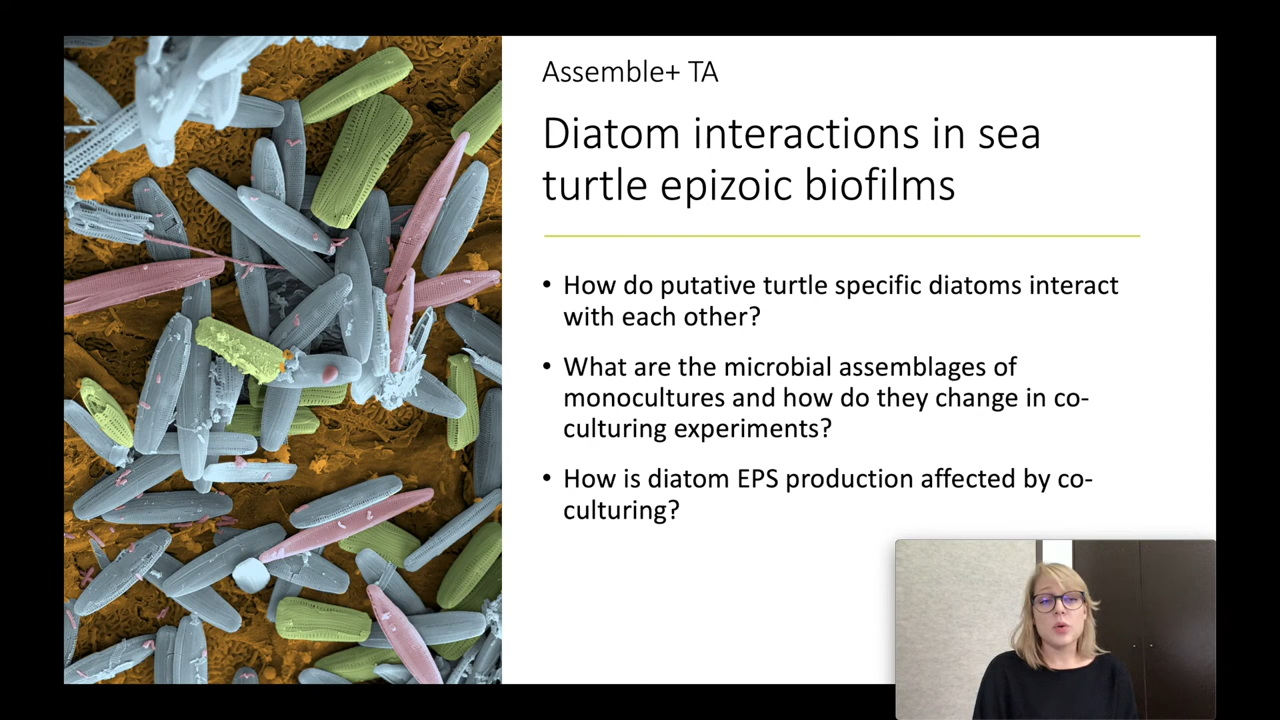 Assemble+ TA
Diatom interactions in sea
turtle epizoic biofilms
• How do putative turtle specific diatoms interact
with each other?
• What are the microbial assemblages of
monocultures and how do they change in co-
culturing experiments?
• How is diatom EPS production affected by co-
culturing?